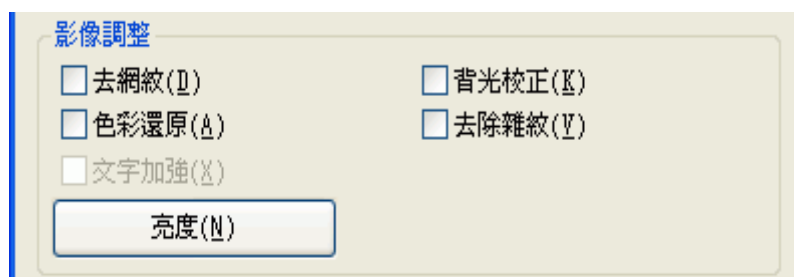 影像調整
去網紋(D) 背光校正(K)
色彩還原(A) 去除雜紋(V)
文字加強(X)
亮度(N)